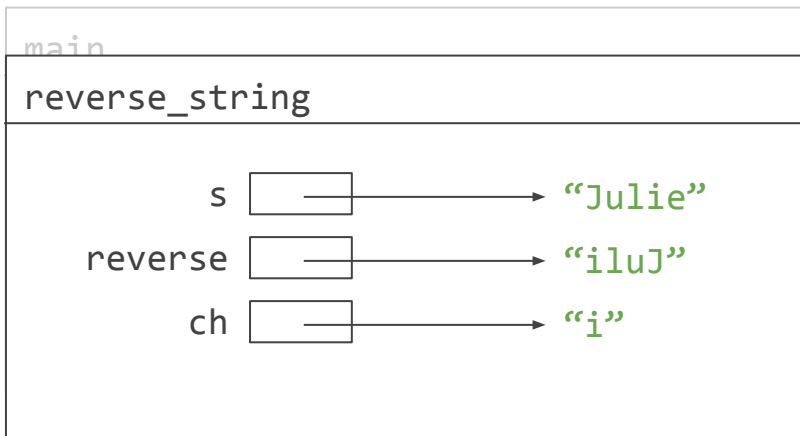 main
reverse_string
s “Julie”
reverse “iluJ”
ch “i”